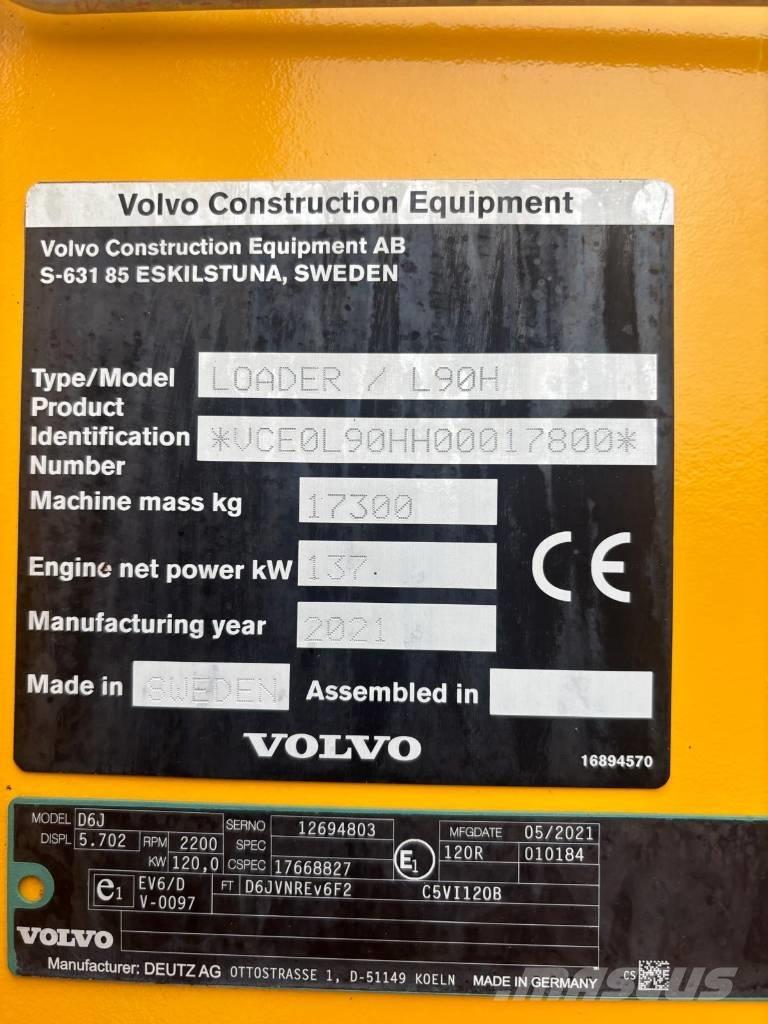 Volvo Construction Equipment
Volvo Construction Equipment AB
S-631 85 ESKILSTUNA, SWEDEN
Type/Model LOADER / L90H
Product
Identification *VCE0L90HH00017800*
Number
Machine mass kg 17300
Engine net power kW 137.
Manufacturing year 2021
Made in SWEDEN Assembled in
CE
VOLVO
16894570
MODEL D6J SERNO 12694803 MFGDATE 05/2021
DISPL 5.702 RPM 2200 SPEC E1 120R 010184
KW 120,0 CSPEC 17668827
e1 EV6/D FT D6JVNREv6F2 C5VI120B
V-0097
VOLVO
Manufacturer: DEUTZ AG OTTOSTRASSE 1, D-51149 KOELN MADE IN GERMANY CS
MASCUS